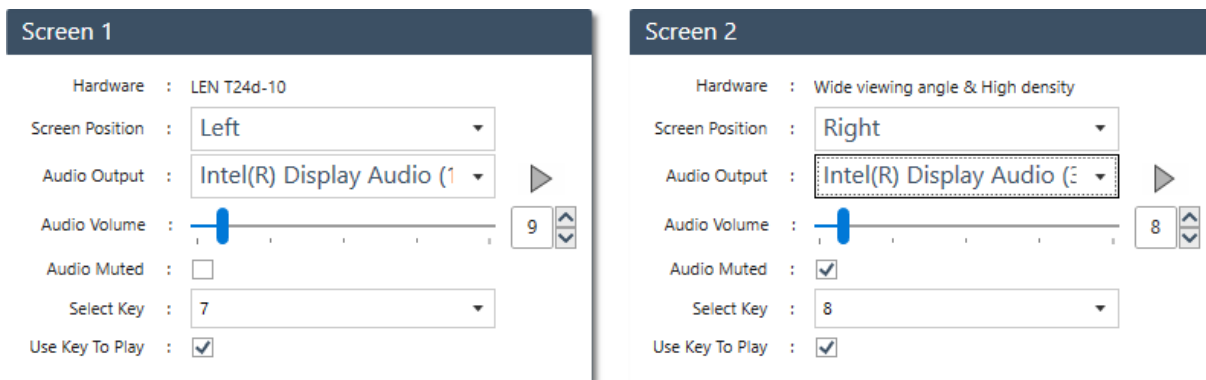 Screen 1
Hardware : LEN T24d-10
Screen Position : Left
Audio Output : Intel(R) Display Audio (1
Audio Volume : 9
Audio Muted :
Select Key : 7
Use Key To Play :
Screen 2
Hardware : Wide viewing angle & High density
Screen Position : Right
Audio Output : Intel(R) Display Audio (3
Audio Volume : 8
Audio Muted :
Select Key : 8
Use Key To Play :